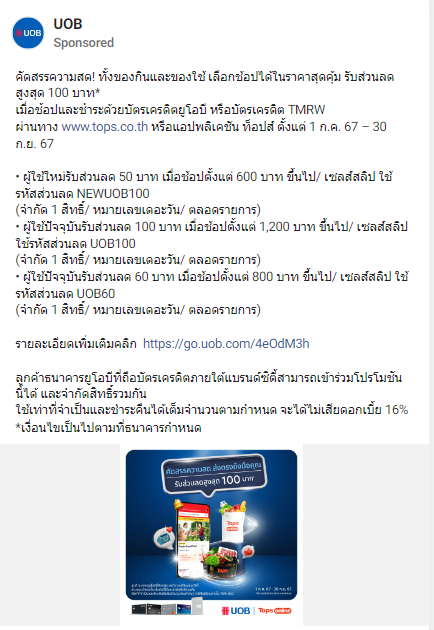 UOB
UOB
Sponsored
คัดสรรความสด! ทั้งของกินและของใช้ เลือกช้อปได้ในราคาสุดคุ้ม รับส่วนลด
สูงสุด 100 บาท*
เมื่อช้อปและชำระด้วยบัตรเครดิตยูโอบี หรือบัตรเครดิต TMRW
ผ่านทาง www.tops.co.th หรือแอปพลิเคชัน ท็อปส์ ตั้งแต่ 1 ก.ค. 67 – 30
ก.ย. 67
• ผู้ใช้ใหม่รับส่วนลด 50 บาท เมื่อช้อปตั้งแต่ 600 บาท ขึ้นไป/ เซลส์สลิป ใช้
รหัสส่วนลด NEWUOB100
(จำกัด 1 สิทธิ์/ หมายเลขเดอะวัน/ ตลอดรายการ)
• ผู้ใช้ปัจจุบันรับส่วนลด 100 บาท เมื่อช้อปตั้งแต่ 1,200 บาท ขึ้นไป/ เซลส์สลิป
ใช้รหัสส่วนลด UOB100
(จำกัด 1 สิทธิ์/ หมายเลขเดอะวัน/ ตลอดรายการ)
• ผู้ใช้ปัจจุบันรับส่วนลด 60 บาท เมื่อช้อปตั้งแต่ 800 บาท ขึ้นไป/ เซลส์สลิป ใช้
รหัสส่วนลด UOB60
(จำกัด 1 สิทธิ์/ หมายเลขเดอะวัน/ ตลอดรายการ)
รายละเอียดเพิ่มเติมคลิก https://go.uob.com/4eOdM3h
ลูกค้าธนาคารยูโอบีที่ถือบัตรเครดิตภายใต้แบรนด์ซิตี้สามารถเข้าร่วมโปรโมชัน
นี้ได้ และจำกัดสิทธิ์รวมกัน
ใช้เท่าที่จำเป็นและชำระคืนได้เต็มจำนวนตามกำหนด จะได้ไม่เสียดอกเบี้ย 16%
*เงื่อนไขเป็นไปตามที่ธนาคารกำหนด
คัดสรรความสด ส่งตรงถึงมือคุณ
รับส่วนลดสูงสุด 100 บาท*
Tops
online
1 ก.ค. 67 - 30 ก.ย. 67
UOB
Tops online